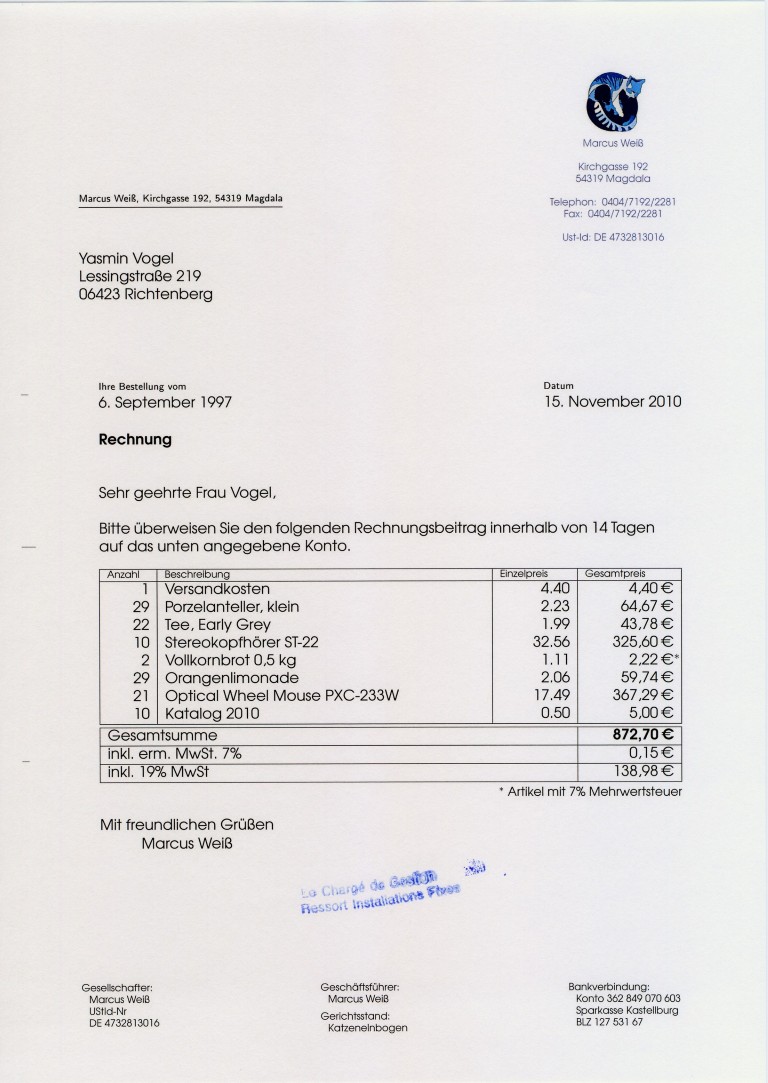 Marcus Weiß
Kirchgasse 192
54319 Magdala
Telephon: 0404/7192/2281
Fax: 0404/7192/2281
Ust-Id: DE 4732813016
Marcus Weiß, Kirchgasse 192, 54319 Magdala
Yasmin Vogel
Lessingstraße 219
06423 Richtenberg
Ihre Bestellung vom Datum
6. September 1997 15. November 2010
Rechnung
Sehr geehrte Frau Vogel,
Bitte überweisen Sie den folgenden Rechnungsbeitrag innerhalb von 14 Tagen
auf das unten angegebene Konto.
Anzahl Beschreibung Einzelpreis Gesamtpreis
1 Versandkosten 4.40 4,40 €
29 Porzelanteller, klein 2.23 64,67 €
22 Tee, Early Grey 1.99 43,78 €
10 Stereokopfhörer ST-22 32.56 325,60 €
2 Vollkornbrot 0,5 kg 1.11 2,22 €*
29 Orangenlimonade 2.06 59,74 €
21 Optical Wheel Mouse PXC-233W 17.49 367,29 €
10 Katalog 2010 0.50 5,00 €
Gesamtsumme 872,70 €
inkl. erm. MwSt. 7% 0,15 €
inkl. 19% MwSt 138,98 €
* Artikel mit 7% Mehrwertsteuer
Mit freundlichen Grüßen
Marcus Weiß
Le Chargé de Gestion
Ressort Installations Fixes
Gesellschafter:
Marcus Weiß
UStId-Nr
DE 4732813016
Geschäftsführer:
Marcus Weiß
Gerichtsstand:
Katzenelnbogen
Bankverbindung:
Konto 362 849 070 603
Sparkasse Kastellburg
BLZ 127 531 67